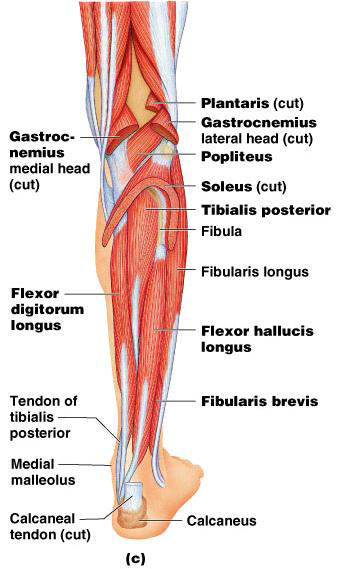 Plantaris (cut)
Gastrocnemius
lateral head (cut)
Popliteus
Gastroc-
nemius
medial head
(cut)
Soleus (cut)
Tibialis posterior
Fibula
Fibularis longus
Flexor
digitorum
longus
Flexor hallucis
longus
Fibularis brevis
Tendon of
tibialis
posterior
Medial
malleolus
Calcaneal
tendon (cut)
Calcaneus
(c)